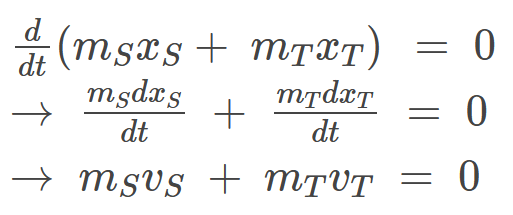 d/dt (m_S x_S + m_T x_T) = 0
→ m_S dx_S/dt + m_T dx_T/dt = 0
→ m_S v_S + m_T v_T = 0